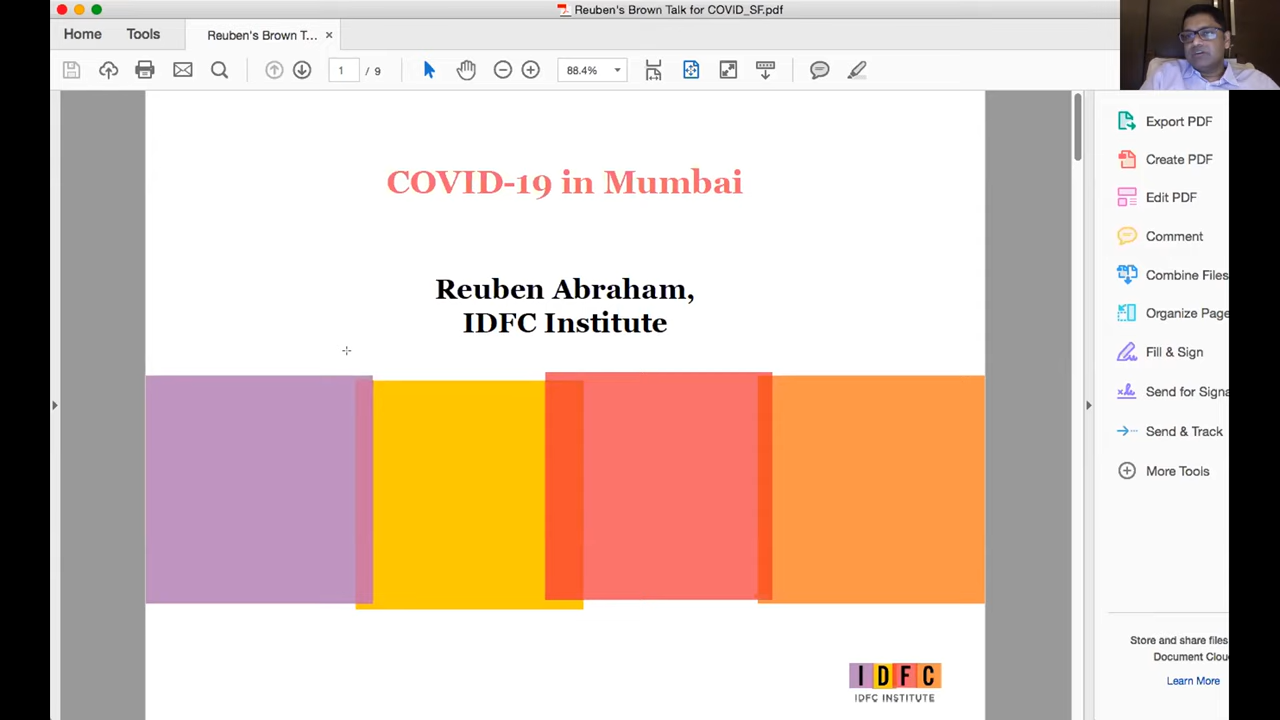 Reuben's Brown Talk for COVID_SF.pdf
Home
Tools
Reuben's Brown T... ×
1 / 9
88.4%
COVID-19 in Mumbai
Reuben Abraham,
IDFC Institute
IDFC
IDFC INSTITUTE
Export PDF
Create PDF
Edit PDF
Comment
Combine Files
Organize Page
Fill & Sign
Send for Signa
Send & Track
More Tools
Store and share files
Document Clou
Learn More